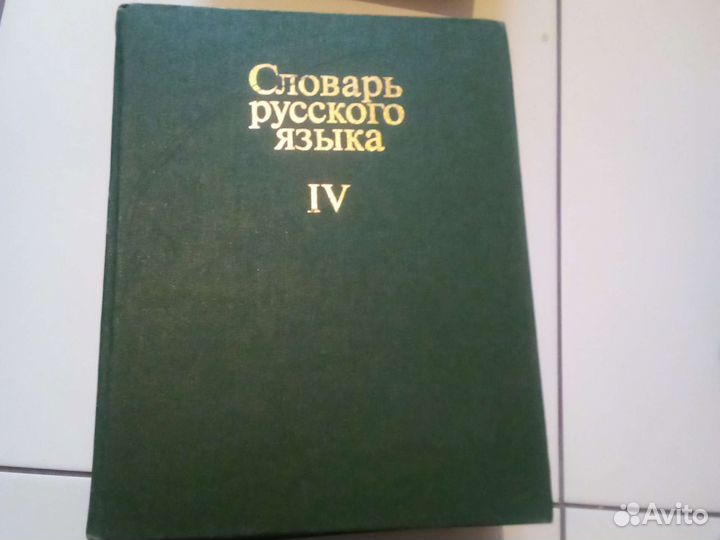 Словарь
русского
языка
IV
Avito